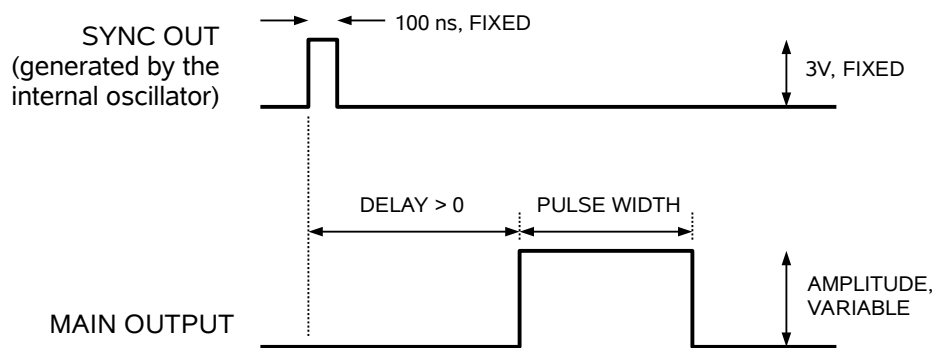 100 ns, FIXED
SYNC OUT
(generated by the
internal oscillator)
3V, FIXED
DELAY > 0
PULSE WIDTH
AMPLITUDE,
VARIABLE
MAIN OUTPUT